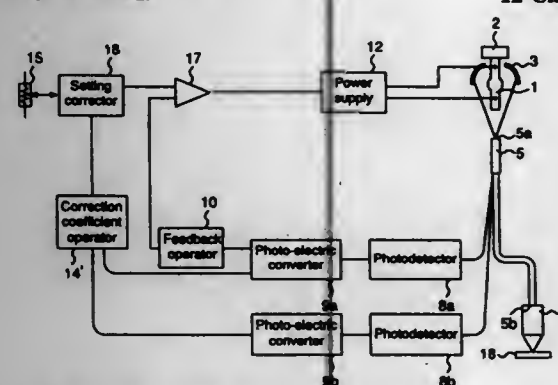 2
12
15
18
17
3
Setting
corrector
Power
supply
1
5a
5
Correction
coefficient
operator
10
Feedback
operator
Photo-electric
converter
Photodetector
14'
9a
8a
5b
Photo-electric
converter
Photodetector
9b
8b